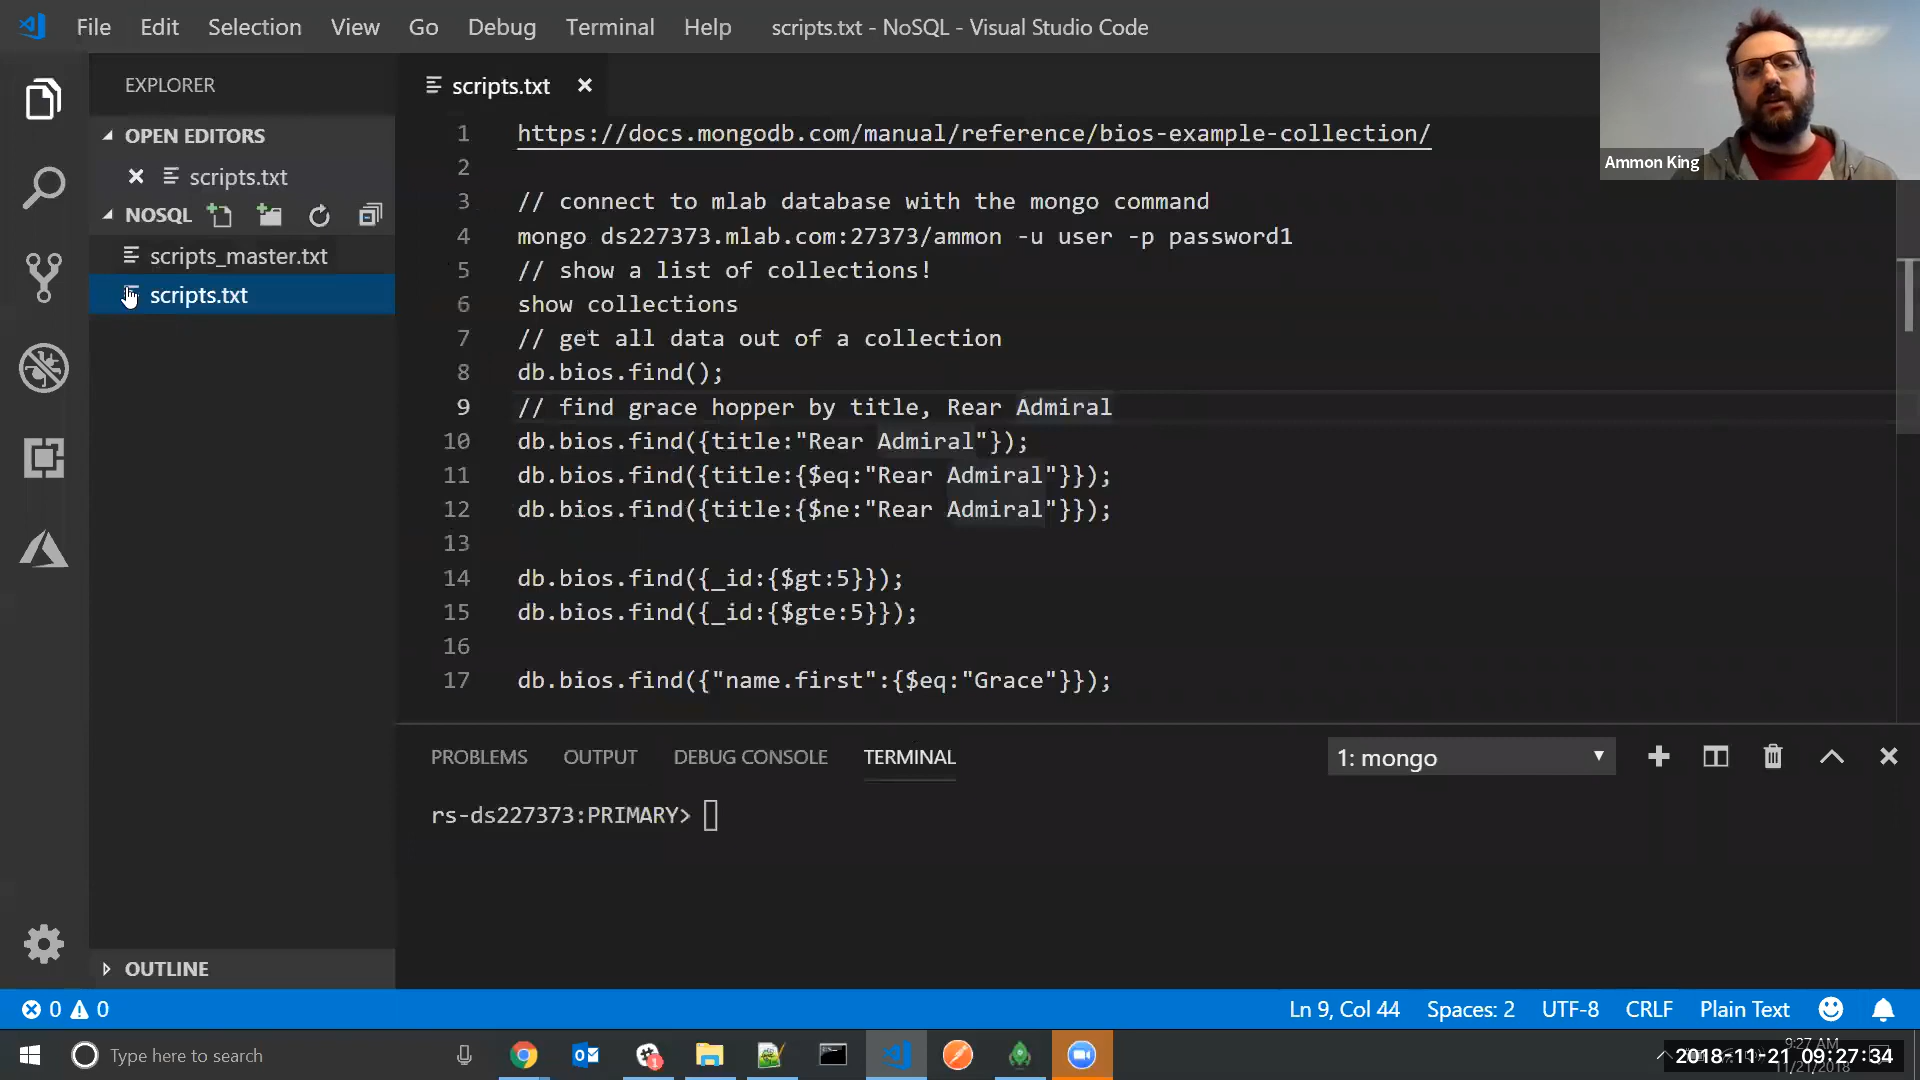 File Edit Selection View Go Debug Terminal Help scripts.txt - NoSQL - Visual Studio Code
EXPLORER
OPEN EDITORS
scripts.txt
NOSQL
scripts_master.txt
scripts.txt
OUTLINE
scripts.txt
1 https://docs.mongodb.com/manual/reference/bios-example-collection/
2
3 // connect to mlab database with the mongo command
4 mongo ds227373.mlab.com:27373/ammon -u user -p password1
5 // show a list of collections!
6 show collections
7 // get all data out of a collection
8 db.bios.find();
9 // find grace hopper by title, Rear Admiral
10 db.bios.find({title:"Rear Admiral"});
11 db.bios.find({title:{$eq:"Rear Admiral"}});
12 db.bios.find({title:{$ne:"Rear Admiral"}});
13
14 db.bios.find({_id:{$gt:5}});
15 db.bios.find({_id:{$gte:5}});
16
17 db.bios.find({"name.first":{$eq:"Grace"}});
Ammon King
PROBLEMS OUTPUT DEBUG CONSOLE TERMINAL 1: mongo
rs-ds227373:PRIMARY>
0 0 Ln 9, Col 44 Spaces: 2 UTF-8 CRLF Plain Text
Type here to search
1
9:27 AM
2018-11-21 09:27:34
11/21/2018